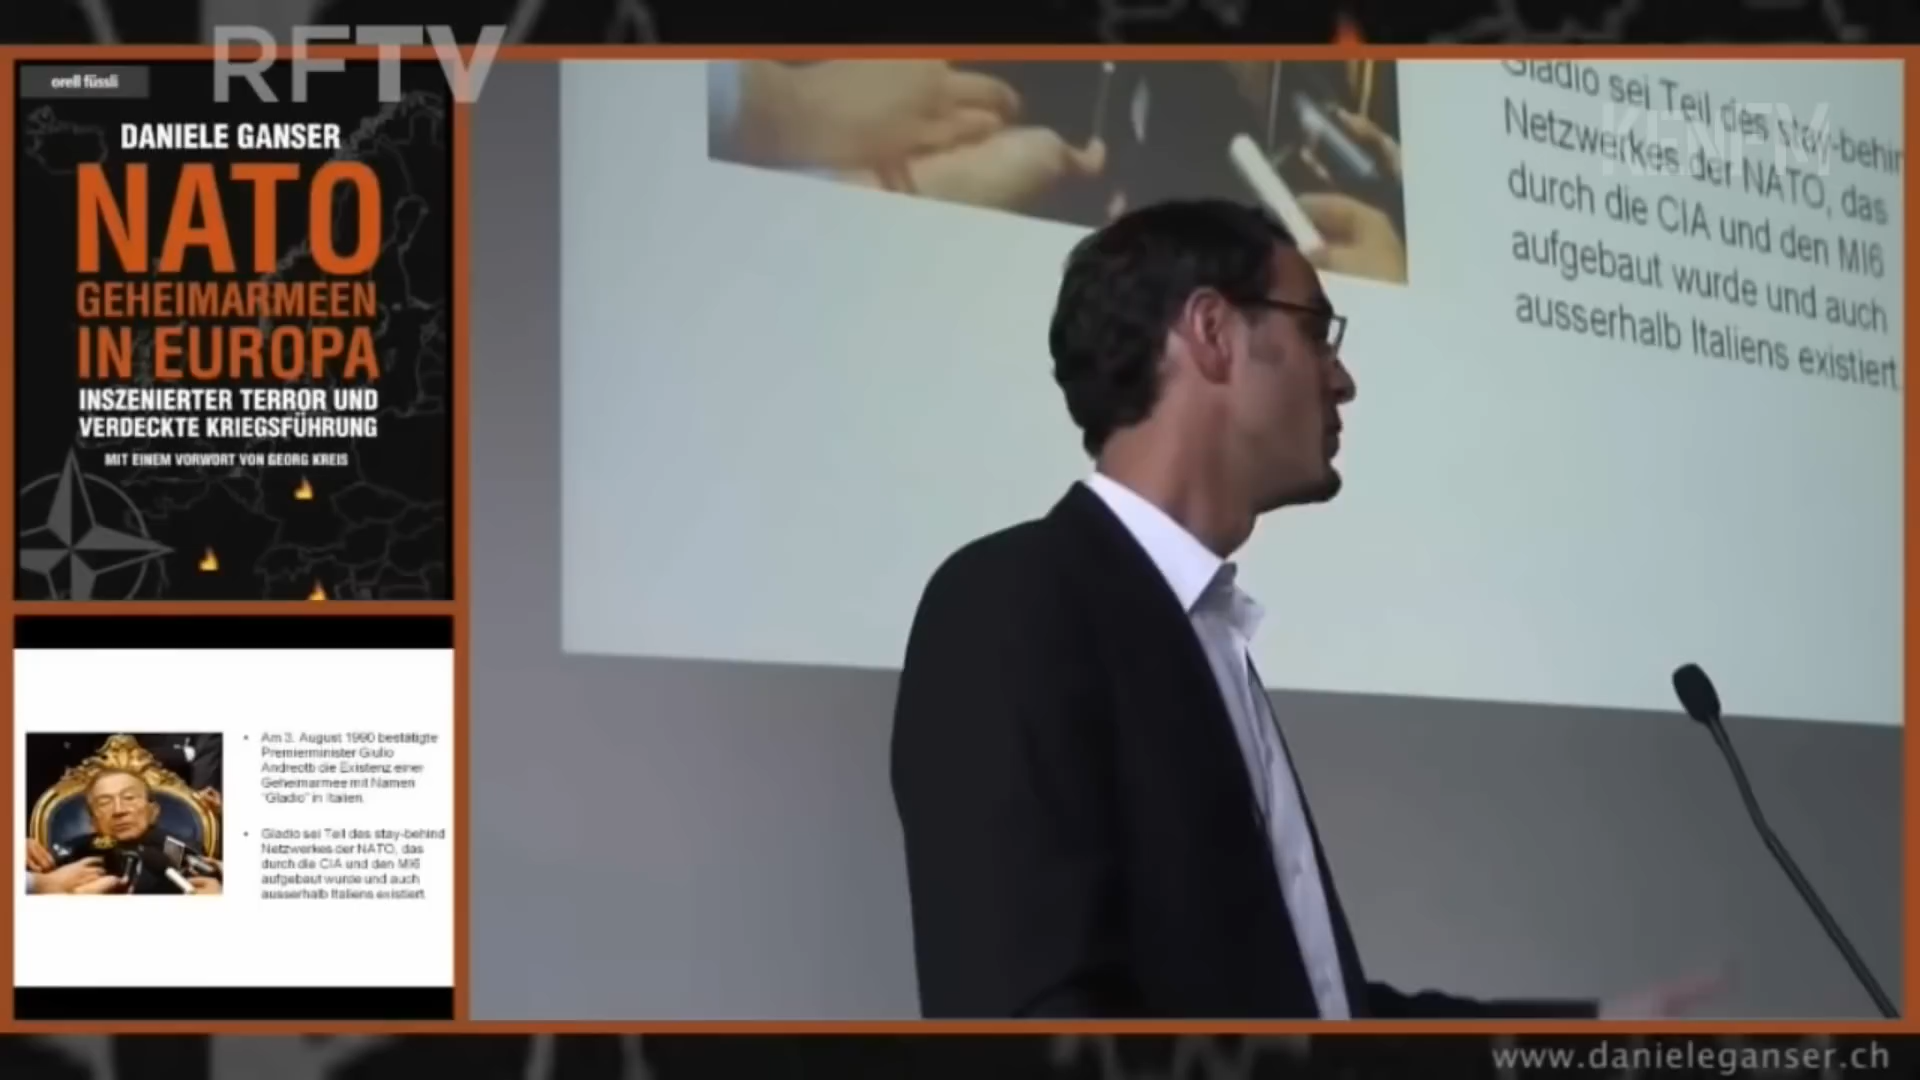 RFTV
orell füssli
DANIELE GANSER
NATO
GEHEIMARMEEN
IN EUROPA
INSZENIERTER TERROR UND
VERDECKTE KRIEGSFÜHRUNG
MIT EINEM VORWORT VON GEORG KREIS
• Am 3. August 1990 bestätigte
Premierminister Giulio
Andreotti die Existenz einer
Geheimarmee mit Namen
"Gladio" in Italien.
• Gladio sei Teil des stay-behind
Netzwerkes der NATO, das
durch die CIA und den MI6
aufgebaut wurde und auch
ausserhalb Italiens existiert
Gladio sei Teil des stay-behin
Netzwerkes der NATO, das
durch die CIA und den MI6
aufgebaut wurde und auch
ausserhalb Italiens existiert
KENFM
www.danieleganser.ch